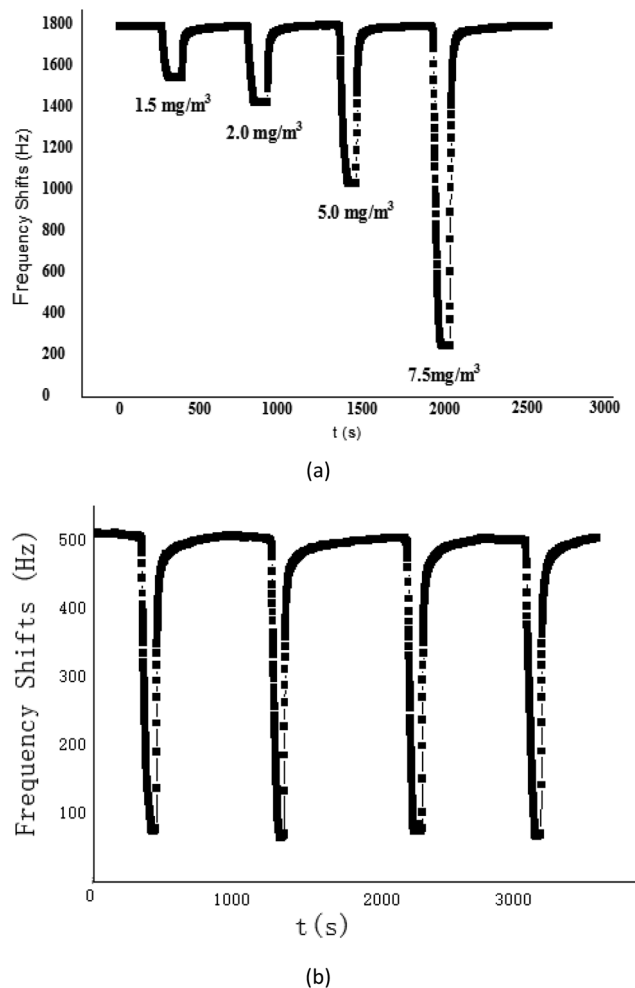 1800
1600
1400
1200
1000
800
600
400
200
0
Frequency Shifts (Hz)
1.5 mg/m³
2.0 mg/m³
5.0 mg/m³
7.5mg/m³
0 500 1000 1500 2000 2500 3000
t (s)
(a)
500
400
300
200
100
Frequency Shifts (Hz)
0 1000 2000 3000
t(s)
(b)